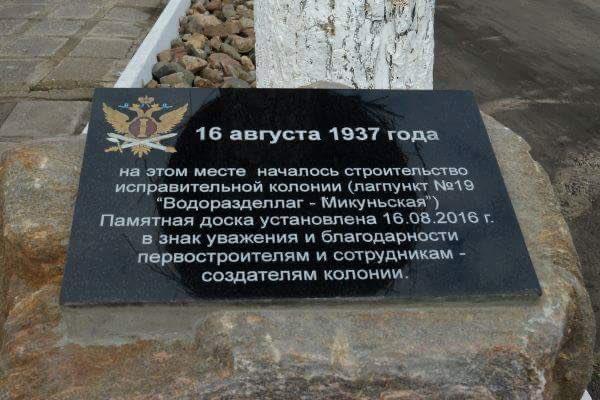 16 августа 1937 года
на этом месте началось строительство
исправительной колонии (лагпункт №19
"Водоразделлаг - Микуньская")
Памятная доска установлена 16.08.2016 г.
в знак уважения и благодарности
первостроителям и сотрудникам -
создателям колонии.